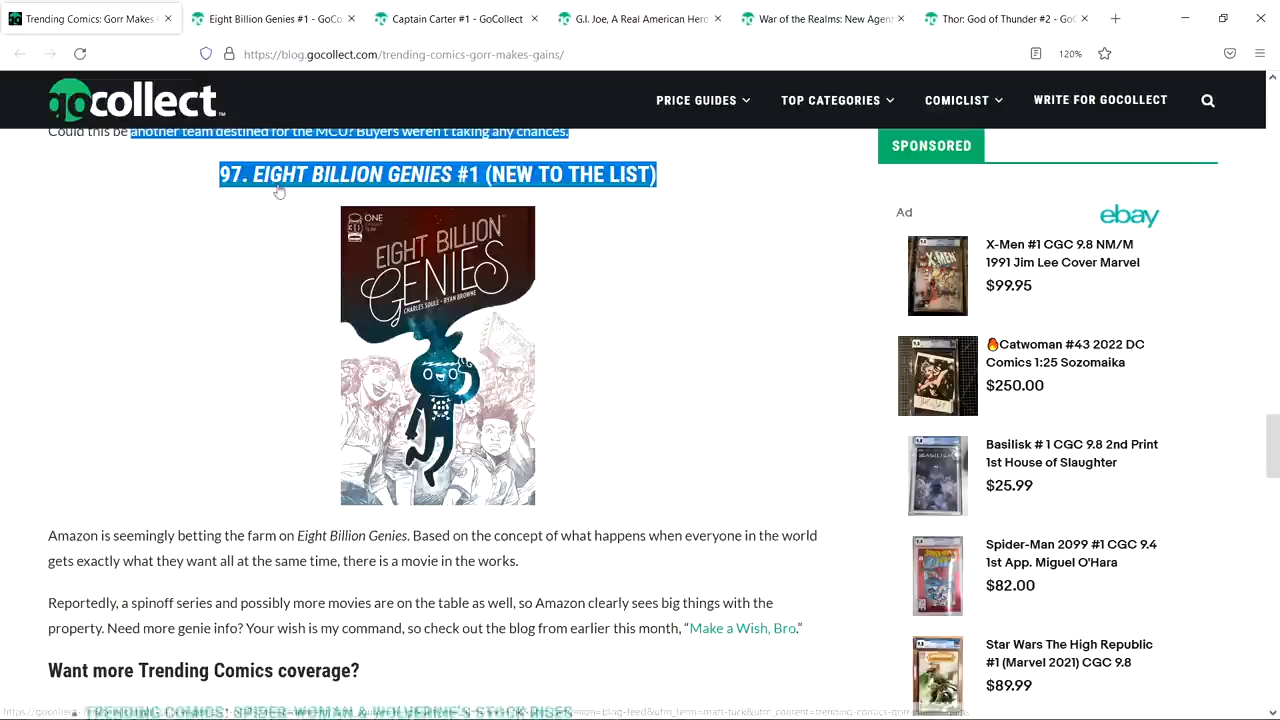 Trending Comics: Gorr Makes
Eight Billion Genies #1 - GoCo
Captain Carter #1 - GoCollect
G.I. Joe, A Real American Hero
War of the Realms: New Agent
Thor: God of Thunder #2 - GoC
https://blog.gocollect.com/trending-comics-gorr-makes-gains/
120%
gocollect
PRICE GUIDES
TOP CATEGORIES
COMICLIST
WRITE FOR GOCOLLECT
Could this be another team destined for the MCU? Buyers weren't taking any chances.
97. EIGHT BILLION GENIES #1 (NEW TO THE LIST)
ONE
EIGHT BILLION
GENIES
CHARLES SOULE • RYAN BROWNE
Amazon is seemingly betting the farm on Eight Billion Genies. Based on the concept of what happens when everyone in the world
gets exactly what they want all at the same time, there is a movie in the works.
Reportedly, a spinoff series and possibly more movies are on the table as well, so Amazon clearly sees big things with the
property. Need more genie info? Your wish is my command, so check out the blog from earlier this month, “Make a Wish, Bro.”
Want more Trending Comics coverage?
TRENDING COMICS: SPIDER-WOMAN & WOLVERINE'S STOCK RISES
SPONSORED
Ad
ebay
X-Men #1 CGC 9.8 NM/M
1991 Jim Lee Cover Marvel
$99.95
🔥Catwoman #43 2022 DC
Comics 1:25 Sozomaika
$250.00
Basilisk # 1 CGC 9.8 2nd Print
1st House of Slaughter
$25.99
Spider-Man 2099 #1 CGC 9.4
1st App. Miguel O'Hara
$82.00
Star Wars The High Republic
#1 (Marvel 2021) CGC 9.8
$89.99